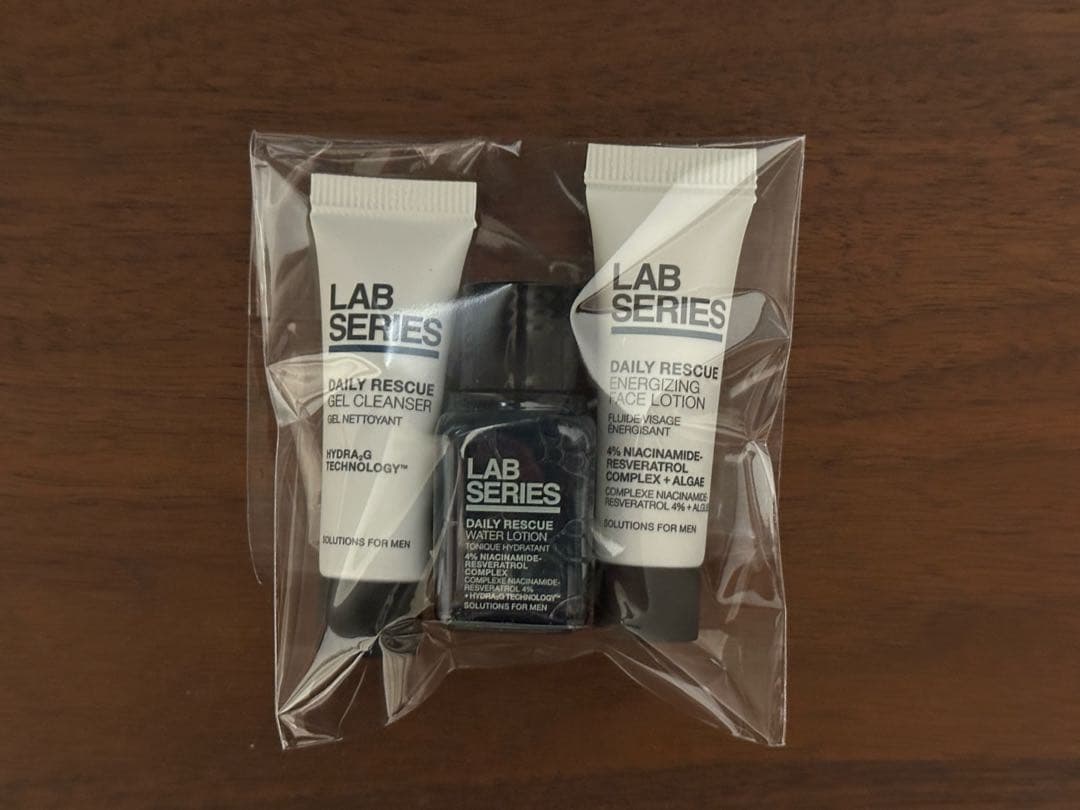 LAB
SERIES
DAILY RESCUE
GEL CLEANSER
GEL NETTOYANT
HYDRA₂G
TECHNOLOGY™
SOLUTIONS FOR MEN
LAB
SERIES
DAILY RESCUE
WATER LOTION
TONIQUE HYDRATANT
4% NIACINAMIDE-
RESVERATROL
COMPLEX
COMPLEXE NIACINAMIDE-
RESVERATROL 4%
+ HYDRA₂G TECHNOLOGY™
SOLUTIONS FOR MEN
LAB
SERIES
DAILY RESCUE
ENERGIZING
FACE LOTION
FLUIDE VISAGE
ÉNERGISANT
4% NIACINAMIDE-
RESVERATROL
COMPLEX + ALGAE
COMPLEXE NIACINAMIDE-
RESVERATROL 4% + ALGUE
SOLUTIONS FOR MEN